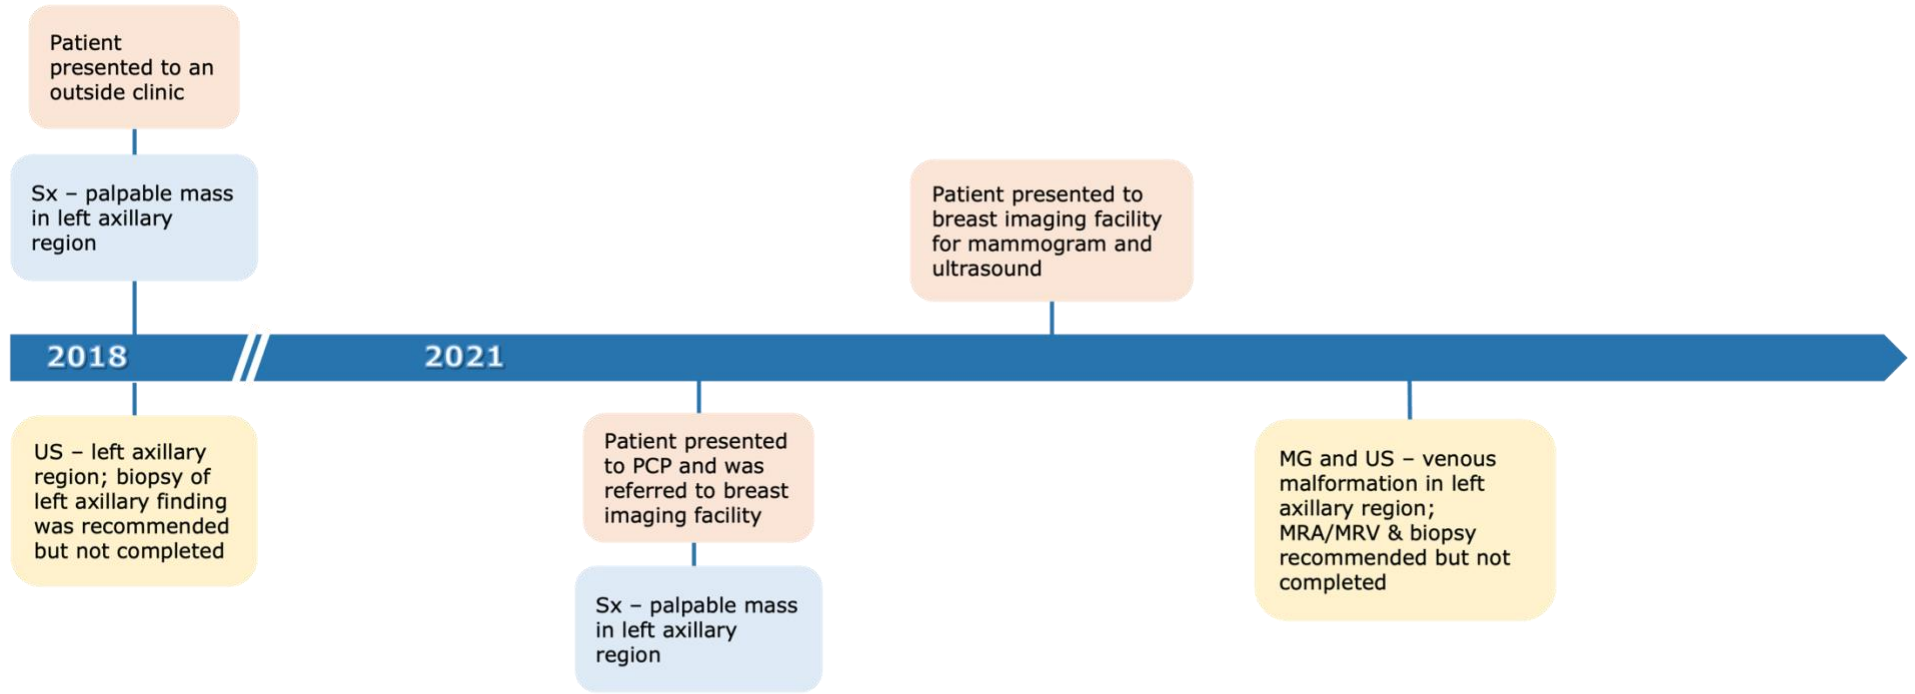 Patient
presented to an
outside clinic
Sx – palpable mass
in left axillary
region
Patient presented to
breast imaging facility
for mammogram and
ultrasound
2018
2021
US – left axillary
region; biopsy of
left axillary finding
was recommended
but not completed
Patient presented
to PCP and was
referred to breast
imaging facility
Sx – palpable mass
in left axillary
region
MG and US – venous
malformation in left
axillary region;
MRA/MRV & biopsy
recommended but not
completed